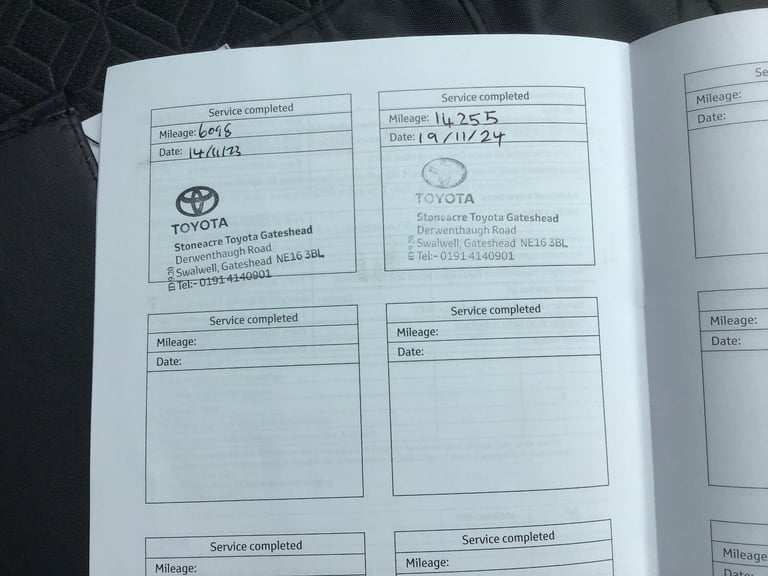 Service completed
Mileage: 6098
Date: 14/11/23
TOYOTA
Stoneacre Toyota Gateshead
Derwenthaugh Road
Swalwell, Gateshead NE16 3BL
Tel:- 0191 4140901
Service completed
Mileage: 14255
Date: 19/11/24
TOYOTA
Stoneacre Toyota Gateshead
Derwenthaugh Road
Swalwell, Gateshead NE16 3BL
Tel:- 0191 4140901
Se
Mileage:
Date:
Service completed
Mileage:
Date:
Service completed
Mileage:
Date:
Mileage:
Date:
Service completed
Mileage:
Service completed
Mileage:
Mileage
Date: